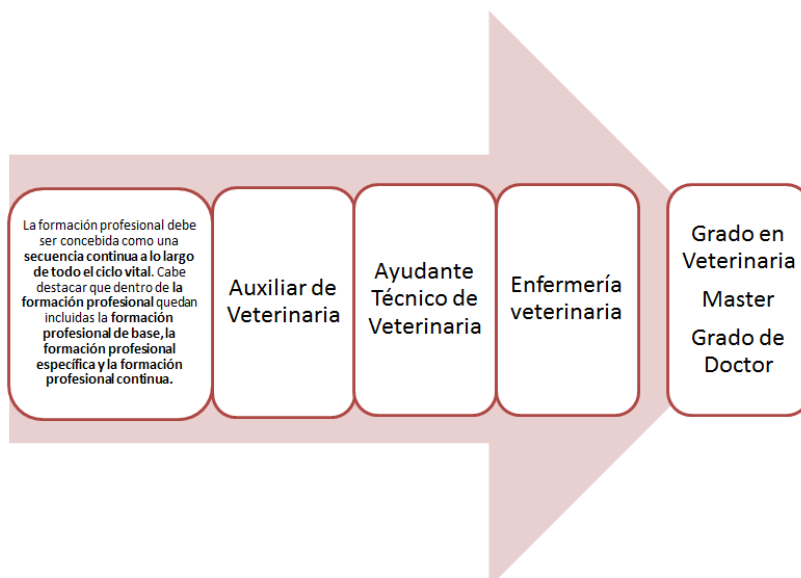 La formación profesional debe
ser concebida como una
secuencia continua a lo largo
de todo el ciclo vital. Cabe
destacar que dentro de la
formación profesional quedan
incluidas la formación
profesional de base, la
formación profesional
específica y la formación
profesional continua.
Auxiliar de
Veterinaria
Ayudante
Técnico de
Veterinaria
Enfermería
veterinaria
Grado en
Veterinaria
Master
Grado de
Doctor